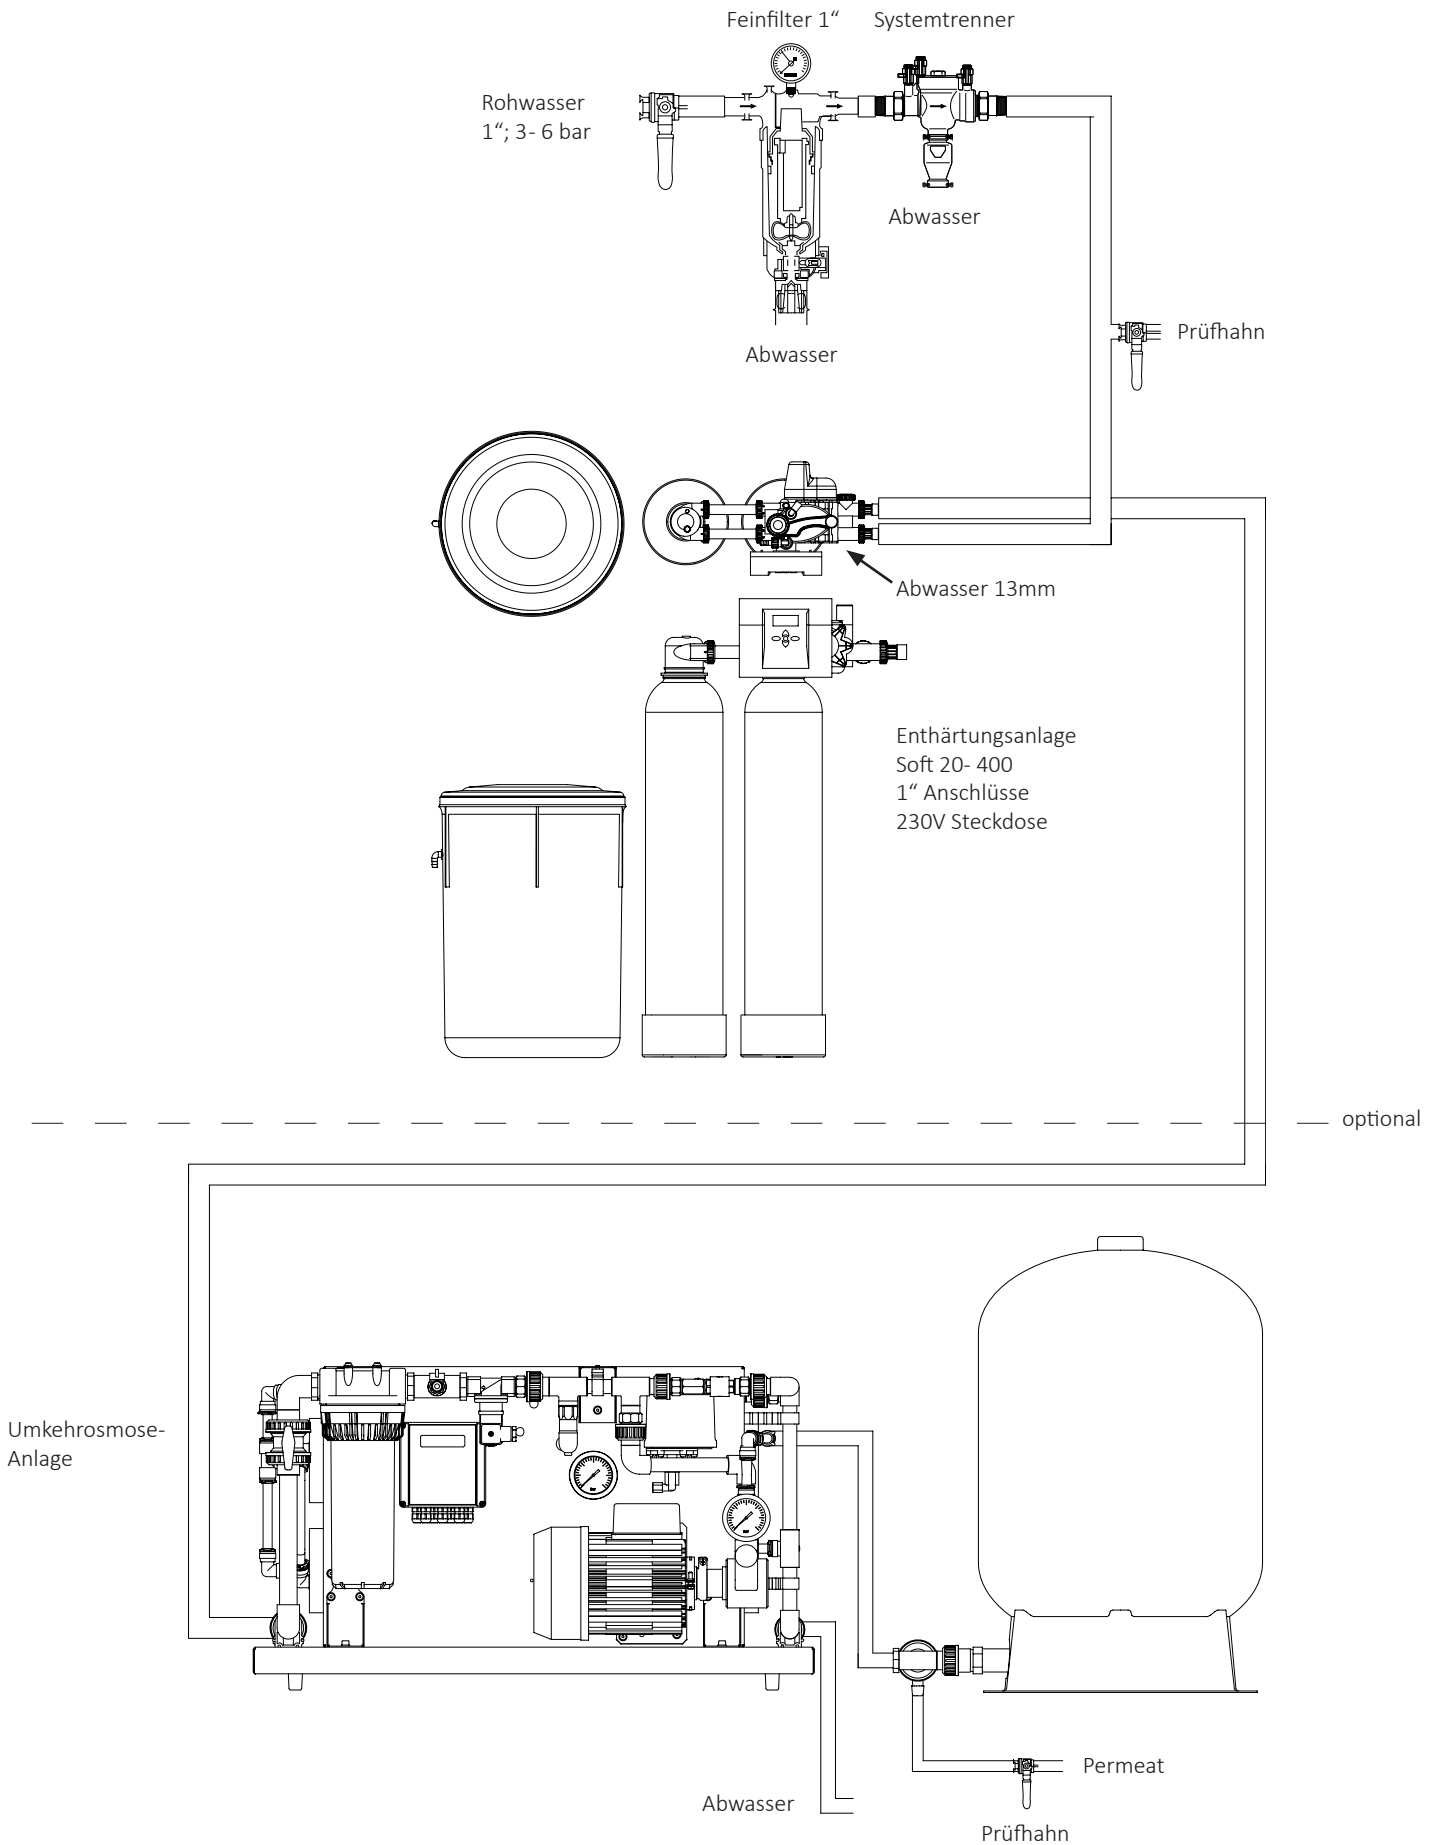 Feinfilter 1“
Systemtrenner
Rohwasser
1“; 3- 6 bar
Abwasser
Abwasser
Prüfhahn
Abwasser 13mm
Enthärtungsanlage
Soft 20- 400
1“ Anschlüsse
230V Steckdose
optional
Umkehrosmose-
Anlage
Permeat
Abwasser
Prüfhahn